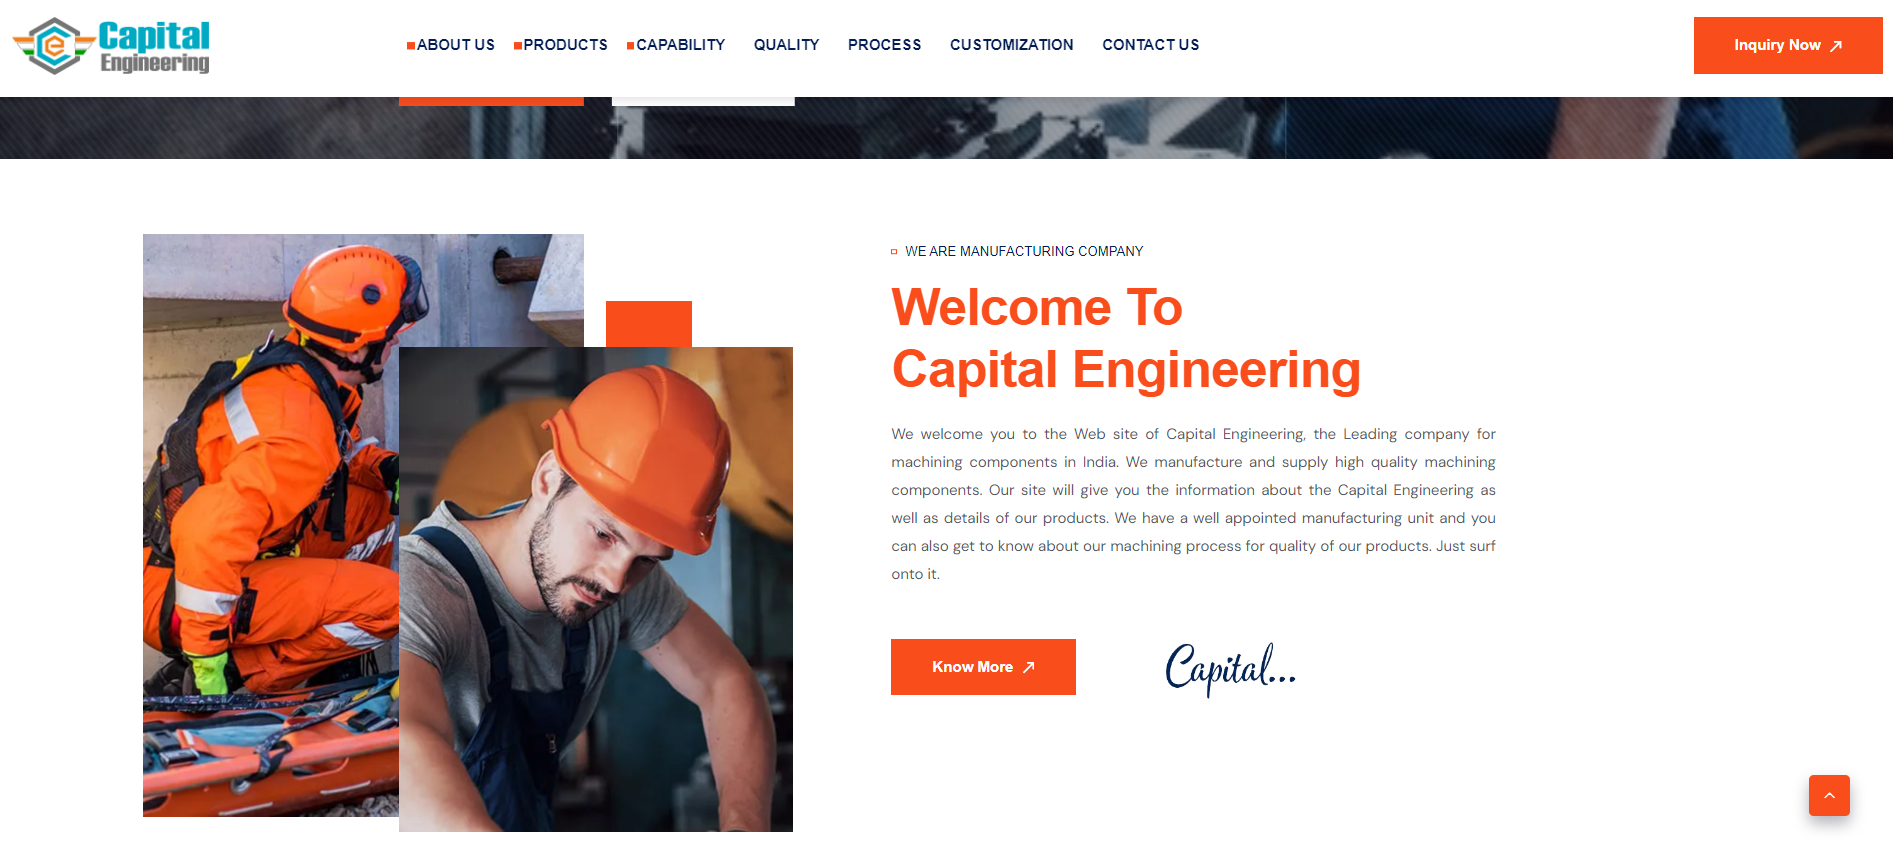 Capital
Engineering
ABOUT US
PRODUCTS
CAPABILITY
QUALITY
PROCESS
CUSTOMIZATION
CONTACT US
Inquiry Now
WE ARE MANUFACTURING COMPANY
Welcome To
Capital Engineering
We welcome you to the Web site of Capital Engineering, the Leading company for
machining components in India. We manufacture and supply high quality machining
components. Our site will give you the information about the Capital Engineering as
well as details of our products. We have a well appointed manufacturing unit and you
can also get to know about our machining process for quality of our products. Just surf
onto it.
Know More
Capital...